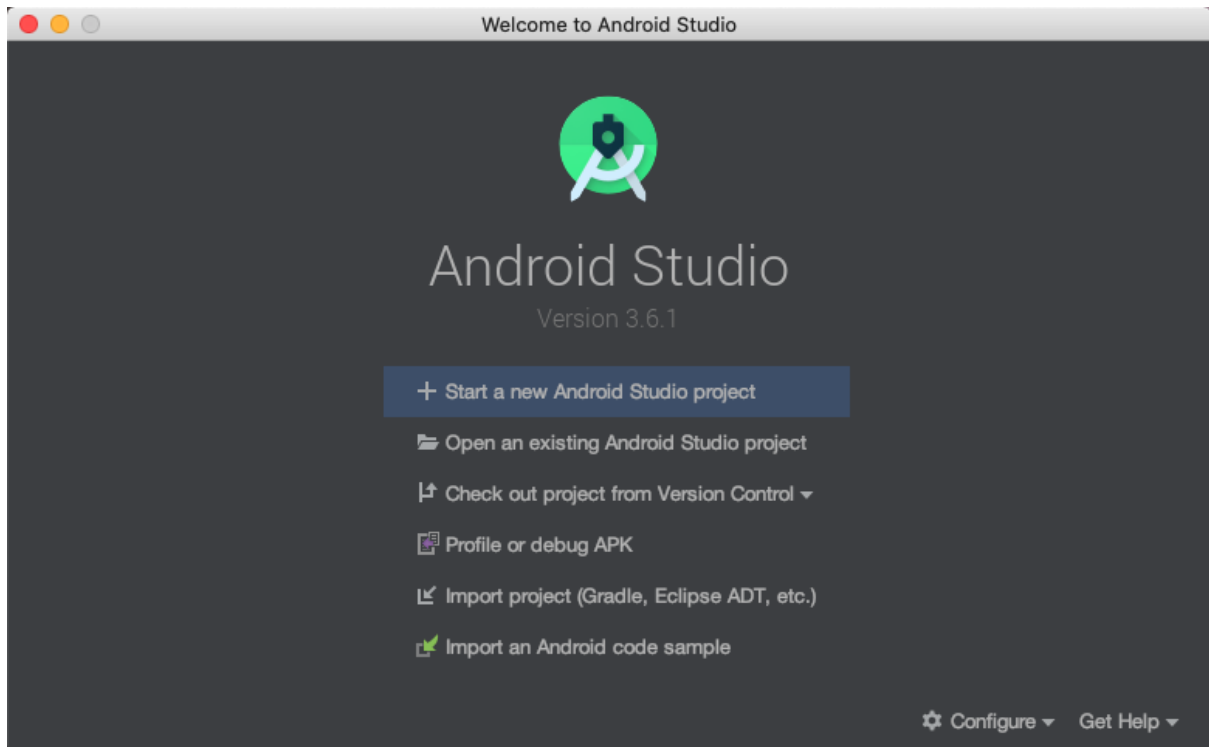 Welcome to Android Studio
Android Studio
Version 3.6.1
Start a new Android Studio project
Open an existing Android Studio project
Check out project from Version Control
Profile or debug APK
Import project (Gradle, Eclipse ADT, etc.)
Import an Android code sample
Configure Get Help